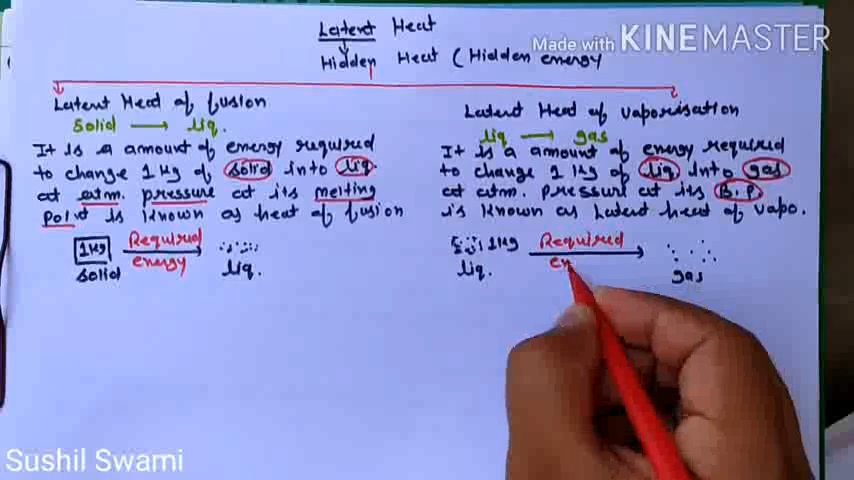 Latent Heat
Made with KINEMASTER
Hidden Heat (Hidden energy
Latent Head of fusion
Solid → liq.
It is a amount of energy required
to change 1 Kg of solid into liq.
at atm. pressure at its melting
point is known as heat of fusion
1Kg Required energy
solid liq.
Latent Head of vaporisation
liq → gas
It is a amount of energy required
to change 1 Kg of liq into gas
at atm. pressure at its B.P
is known as Latent heat of vapo.
1Kg Required en
liq. gas
Sushil Swami